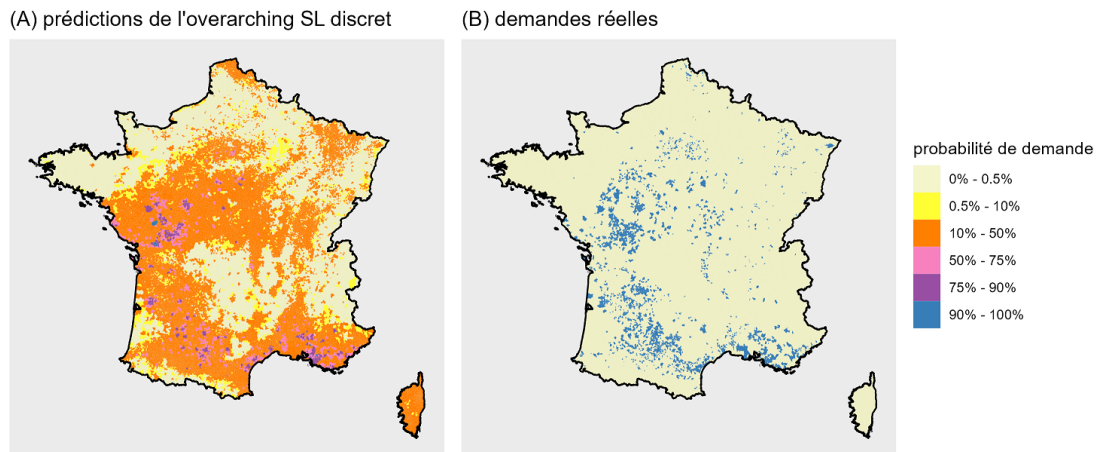 (A) prédictions de l'overarching SL discret
(B) demandes réelles
probabilité de demande
0% - 0.5%
0.5% - 10%
10% - 50%
50% - 75%
75% - 90%
90% - 100%